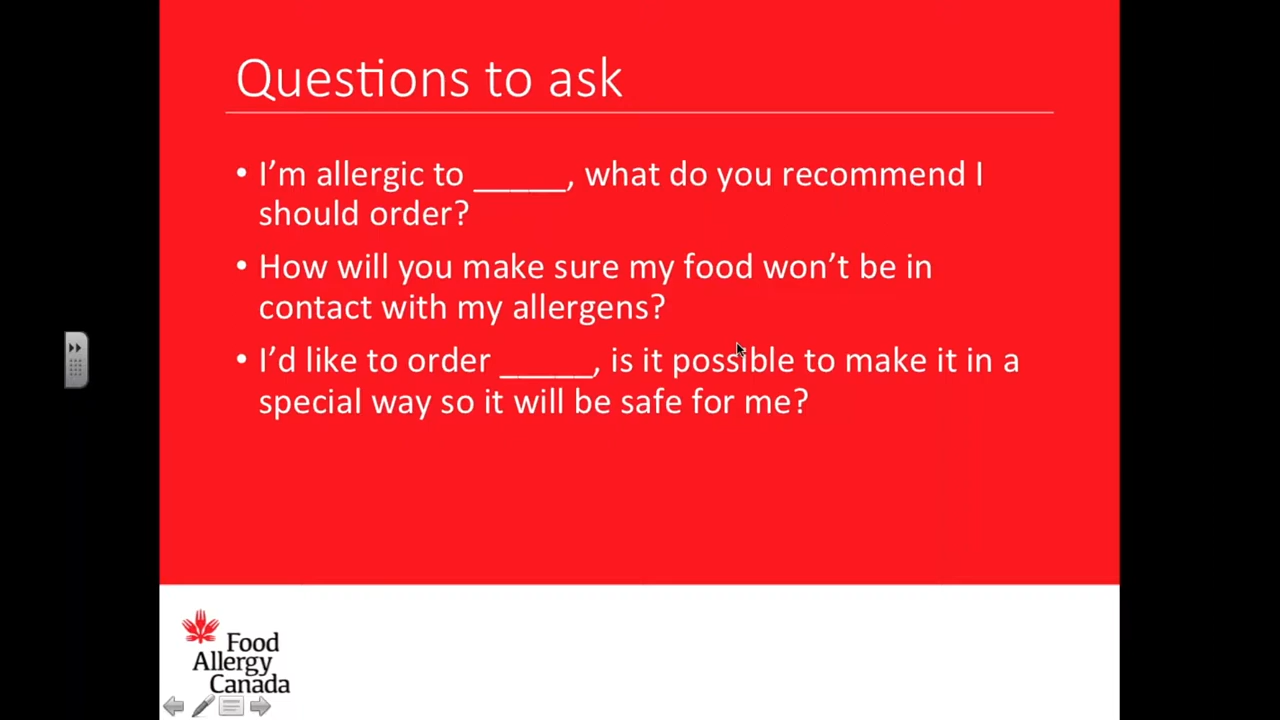 Questions to ask
• I’m allergic to _____, what do you recommend I
should order?
• How will you make sure my food won’t be in
contact with my allergens?
• I’d like to order _____, is it possible to make it in a
special way so it will be safe for me?
Food
Allergy
Canada